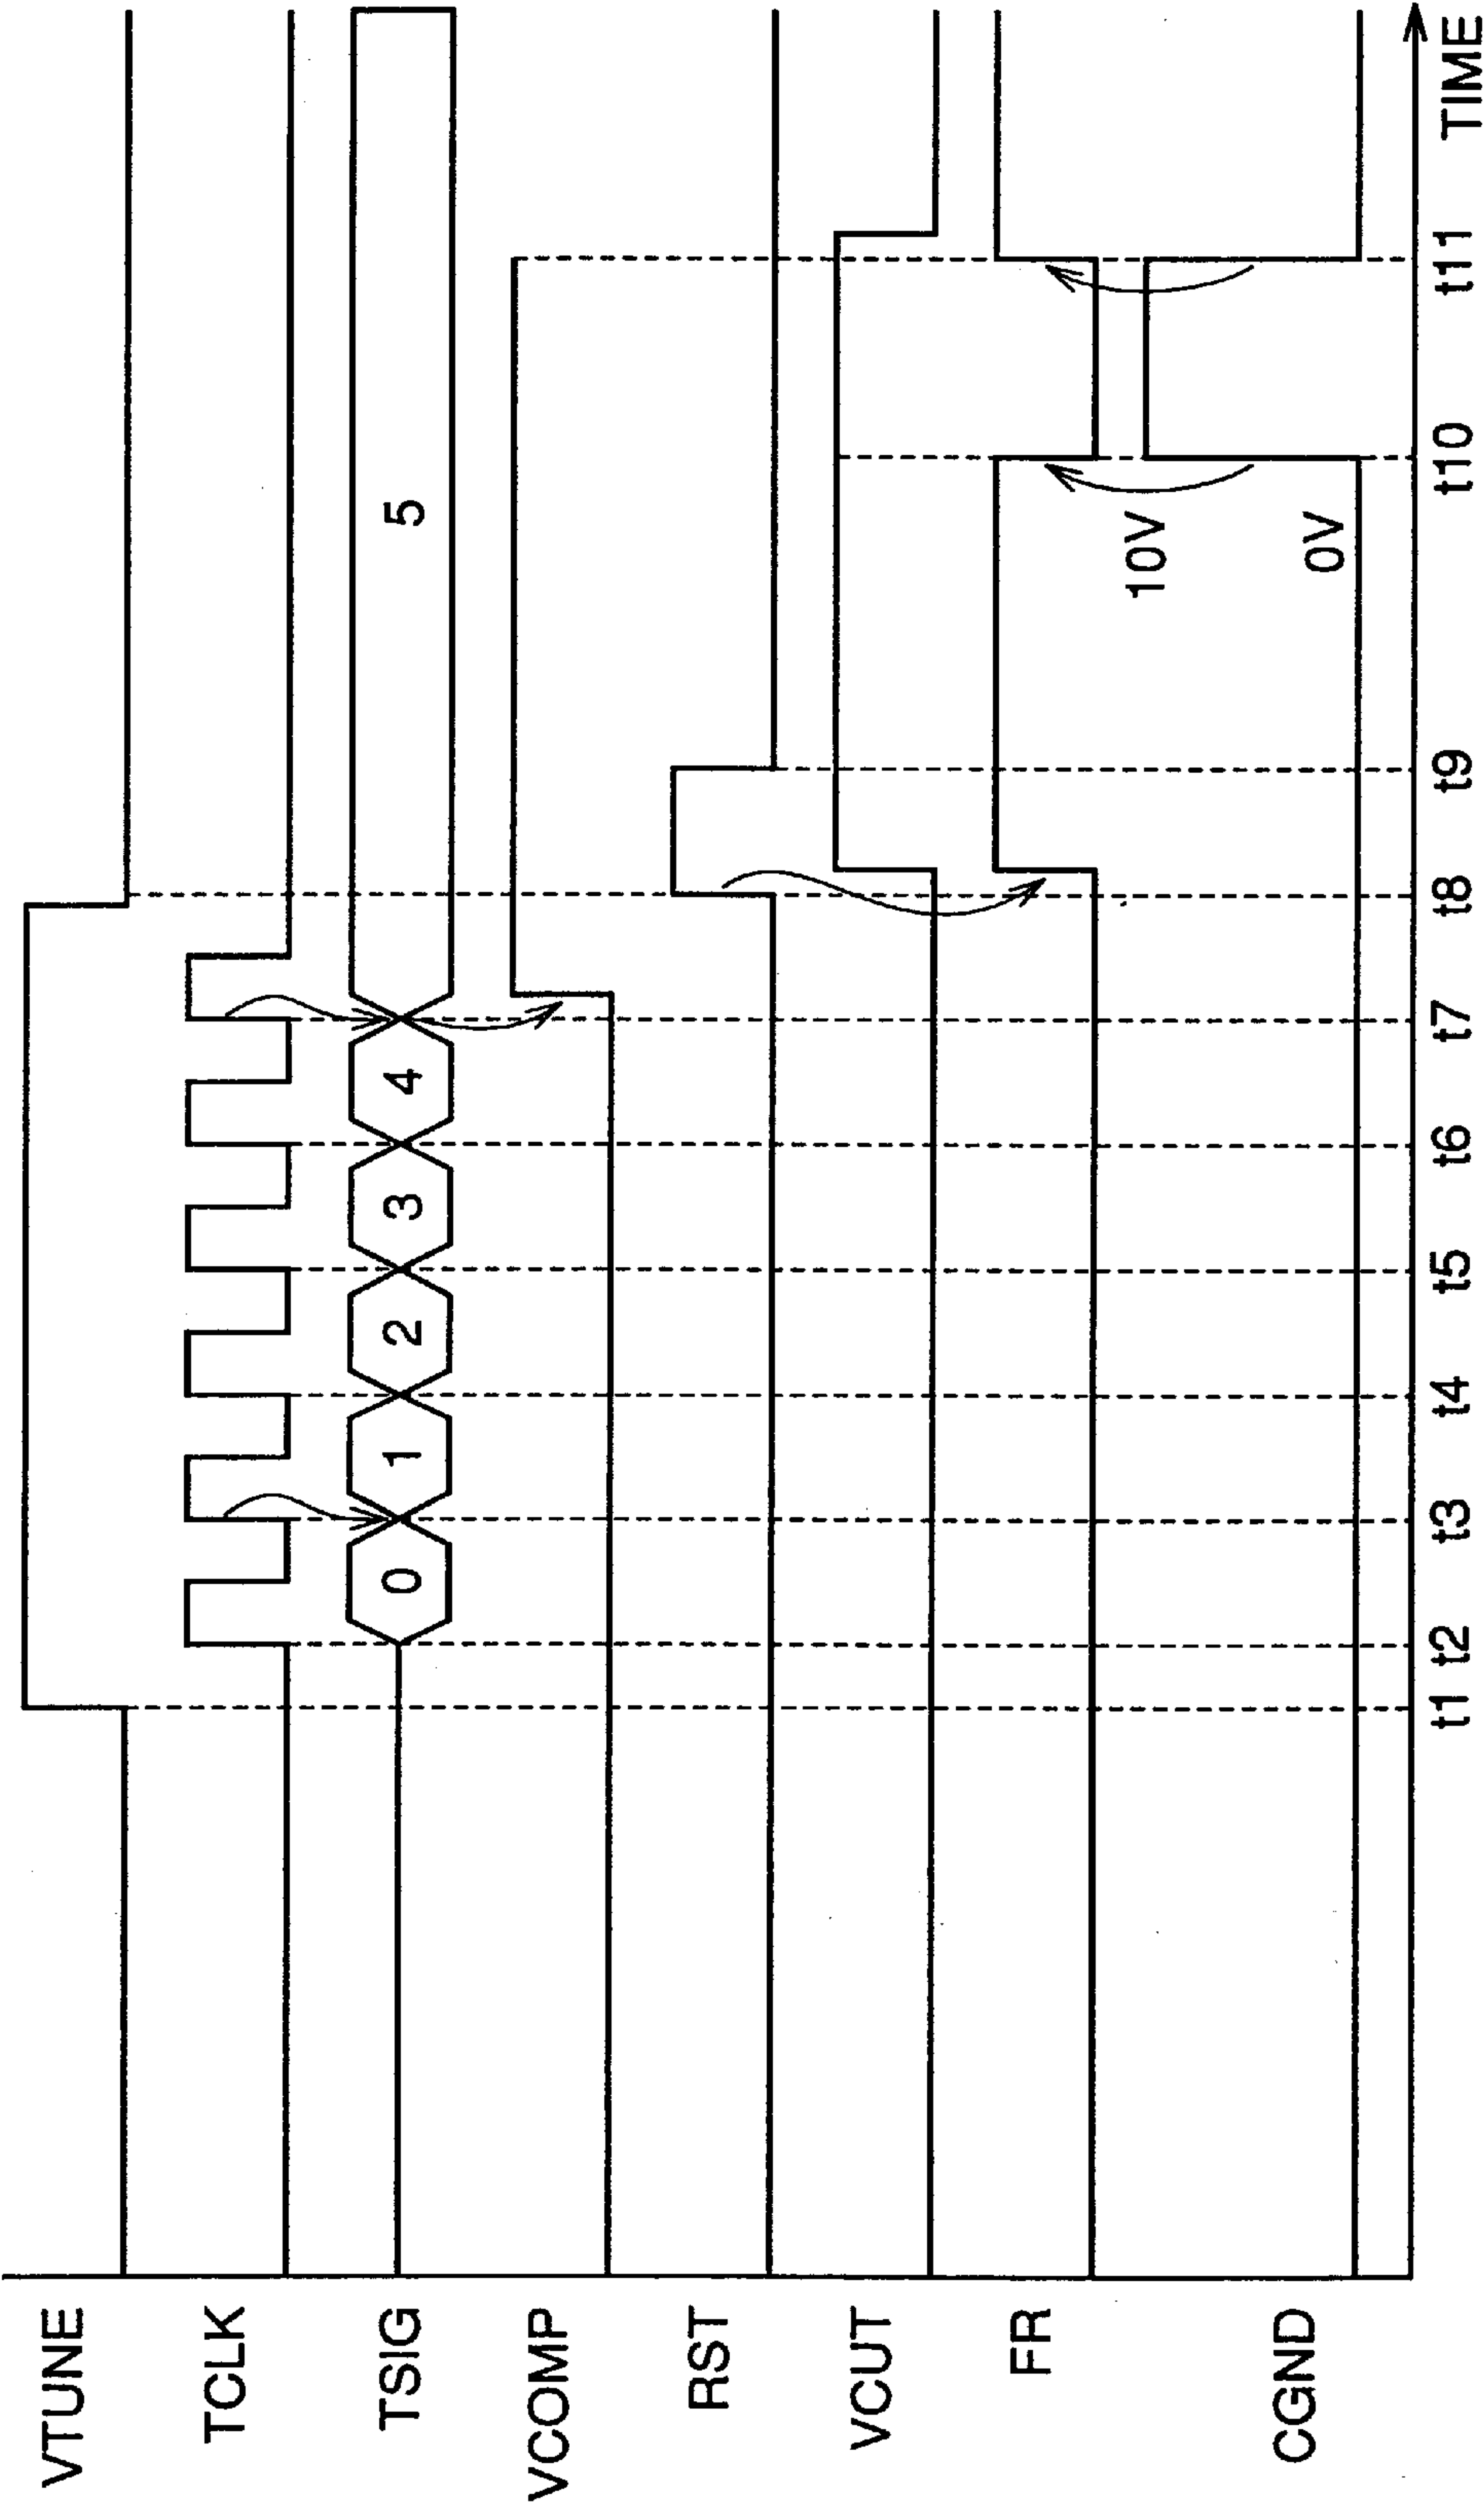 VTUNE
TCLK
TSIG
0 1 2 3 4 5
VCOMP
RST
VCUT
FR
10V
0V
CGND
t1 t2 t3 t4 t5 t6 t7 t8 t9 t10 t11 TIME